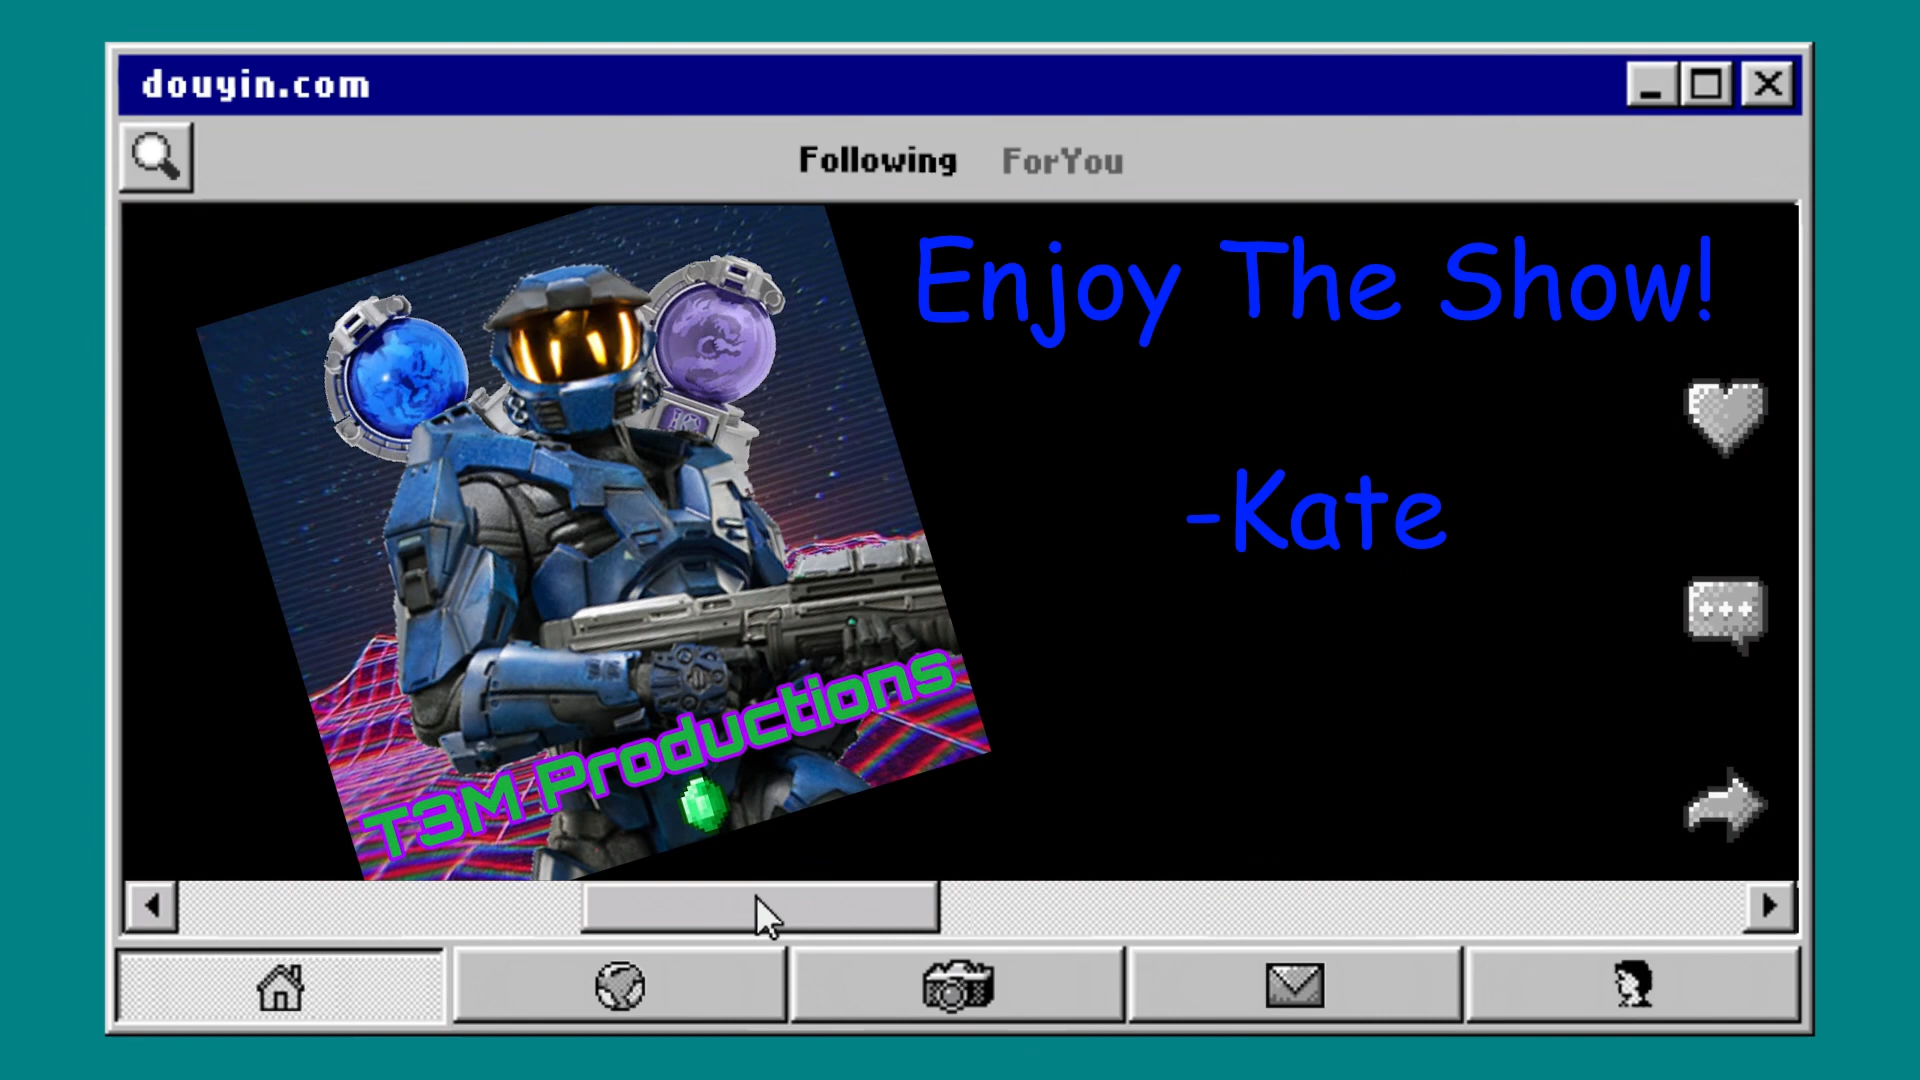 douyin.com
Following ForYou
Enjoy The Show!
-Kate
T3M Productions